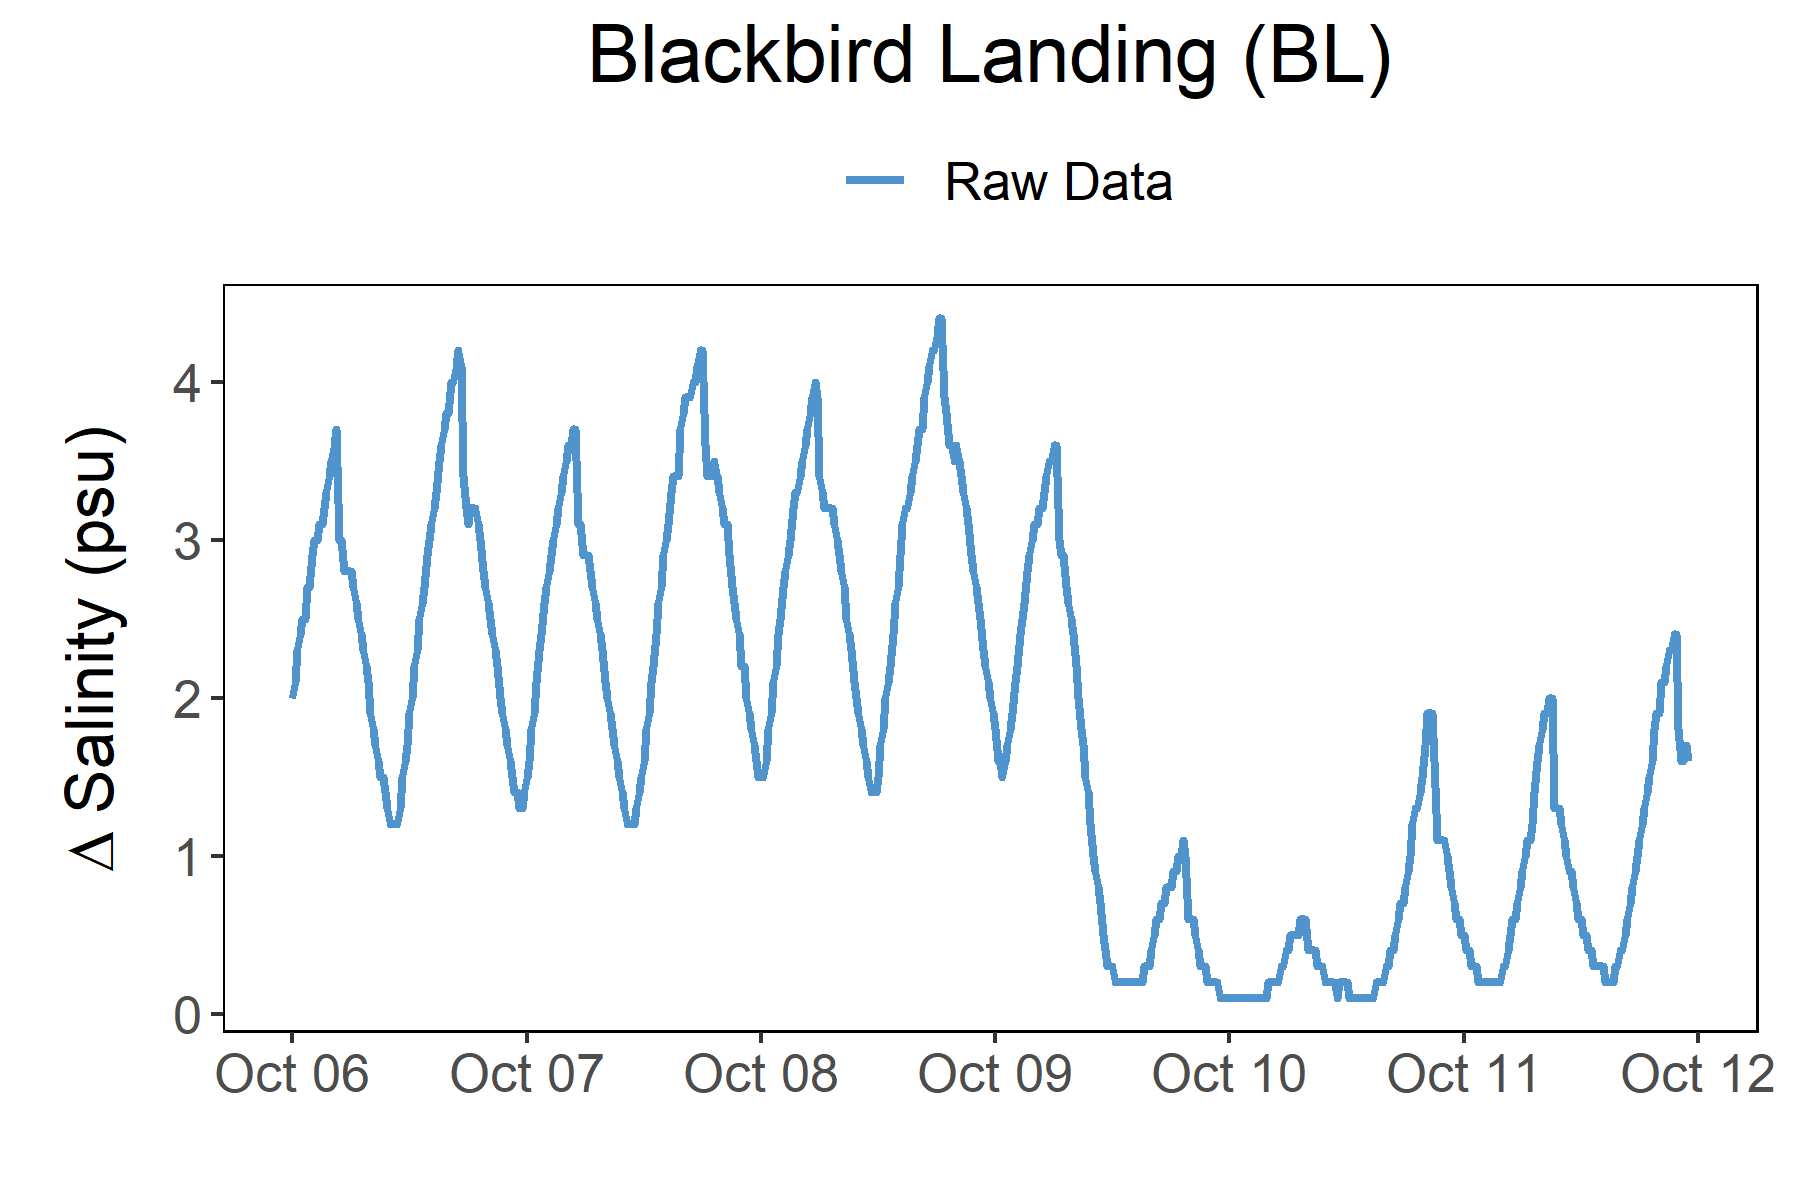 Blackbird Landing (BL)
Raw Data
Δ Salinity (psu)
4
3
2
1
0
Oct 06 Oct 07 Oct 08 Oct 09 Oct 10 Oct 11 Oct 12